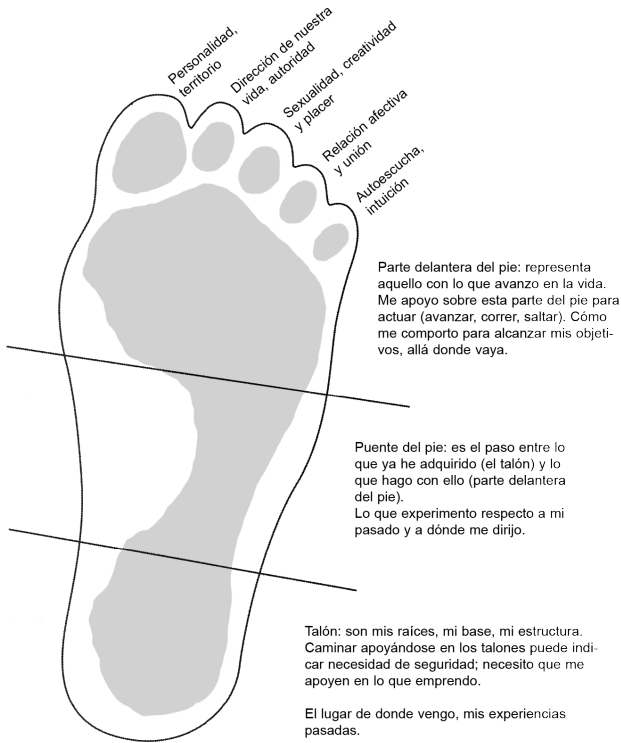 Personalidad,
territorio
Dirección de nuestra
vida, autoridad
Sexualidad, creatividad
y placer
Relación afectiva
y unión
Autoescucha,
intuición
Parte delantera del pie: representa
aquello con lo que avanzo en la vida.
Me apoyo sobre esta parte del pie para
actuar (avanzar, correr, saltar). Cómo
me comporto para alcanzar mis objeti-
vos, allá donde vaya.
Puente del pie: es el paso entre lo
que ya he adquirido (el talón) y lo
que hago con ello (parte delantera
del pie).
Lo que experimento respecto a mi
pasado y a dónde me dirijo.
Talón: son mis raíces, mi base, mi estructura.
Caminar apoyándose en los talones puede indi-
car necesidad de seguridad; necesito que me
apoyen en lo que emprendo.
El lugar de donde vengo, mis experiencias
pasadas.